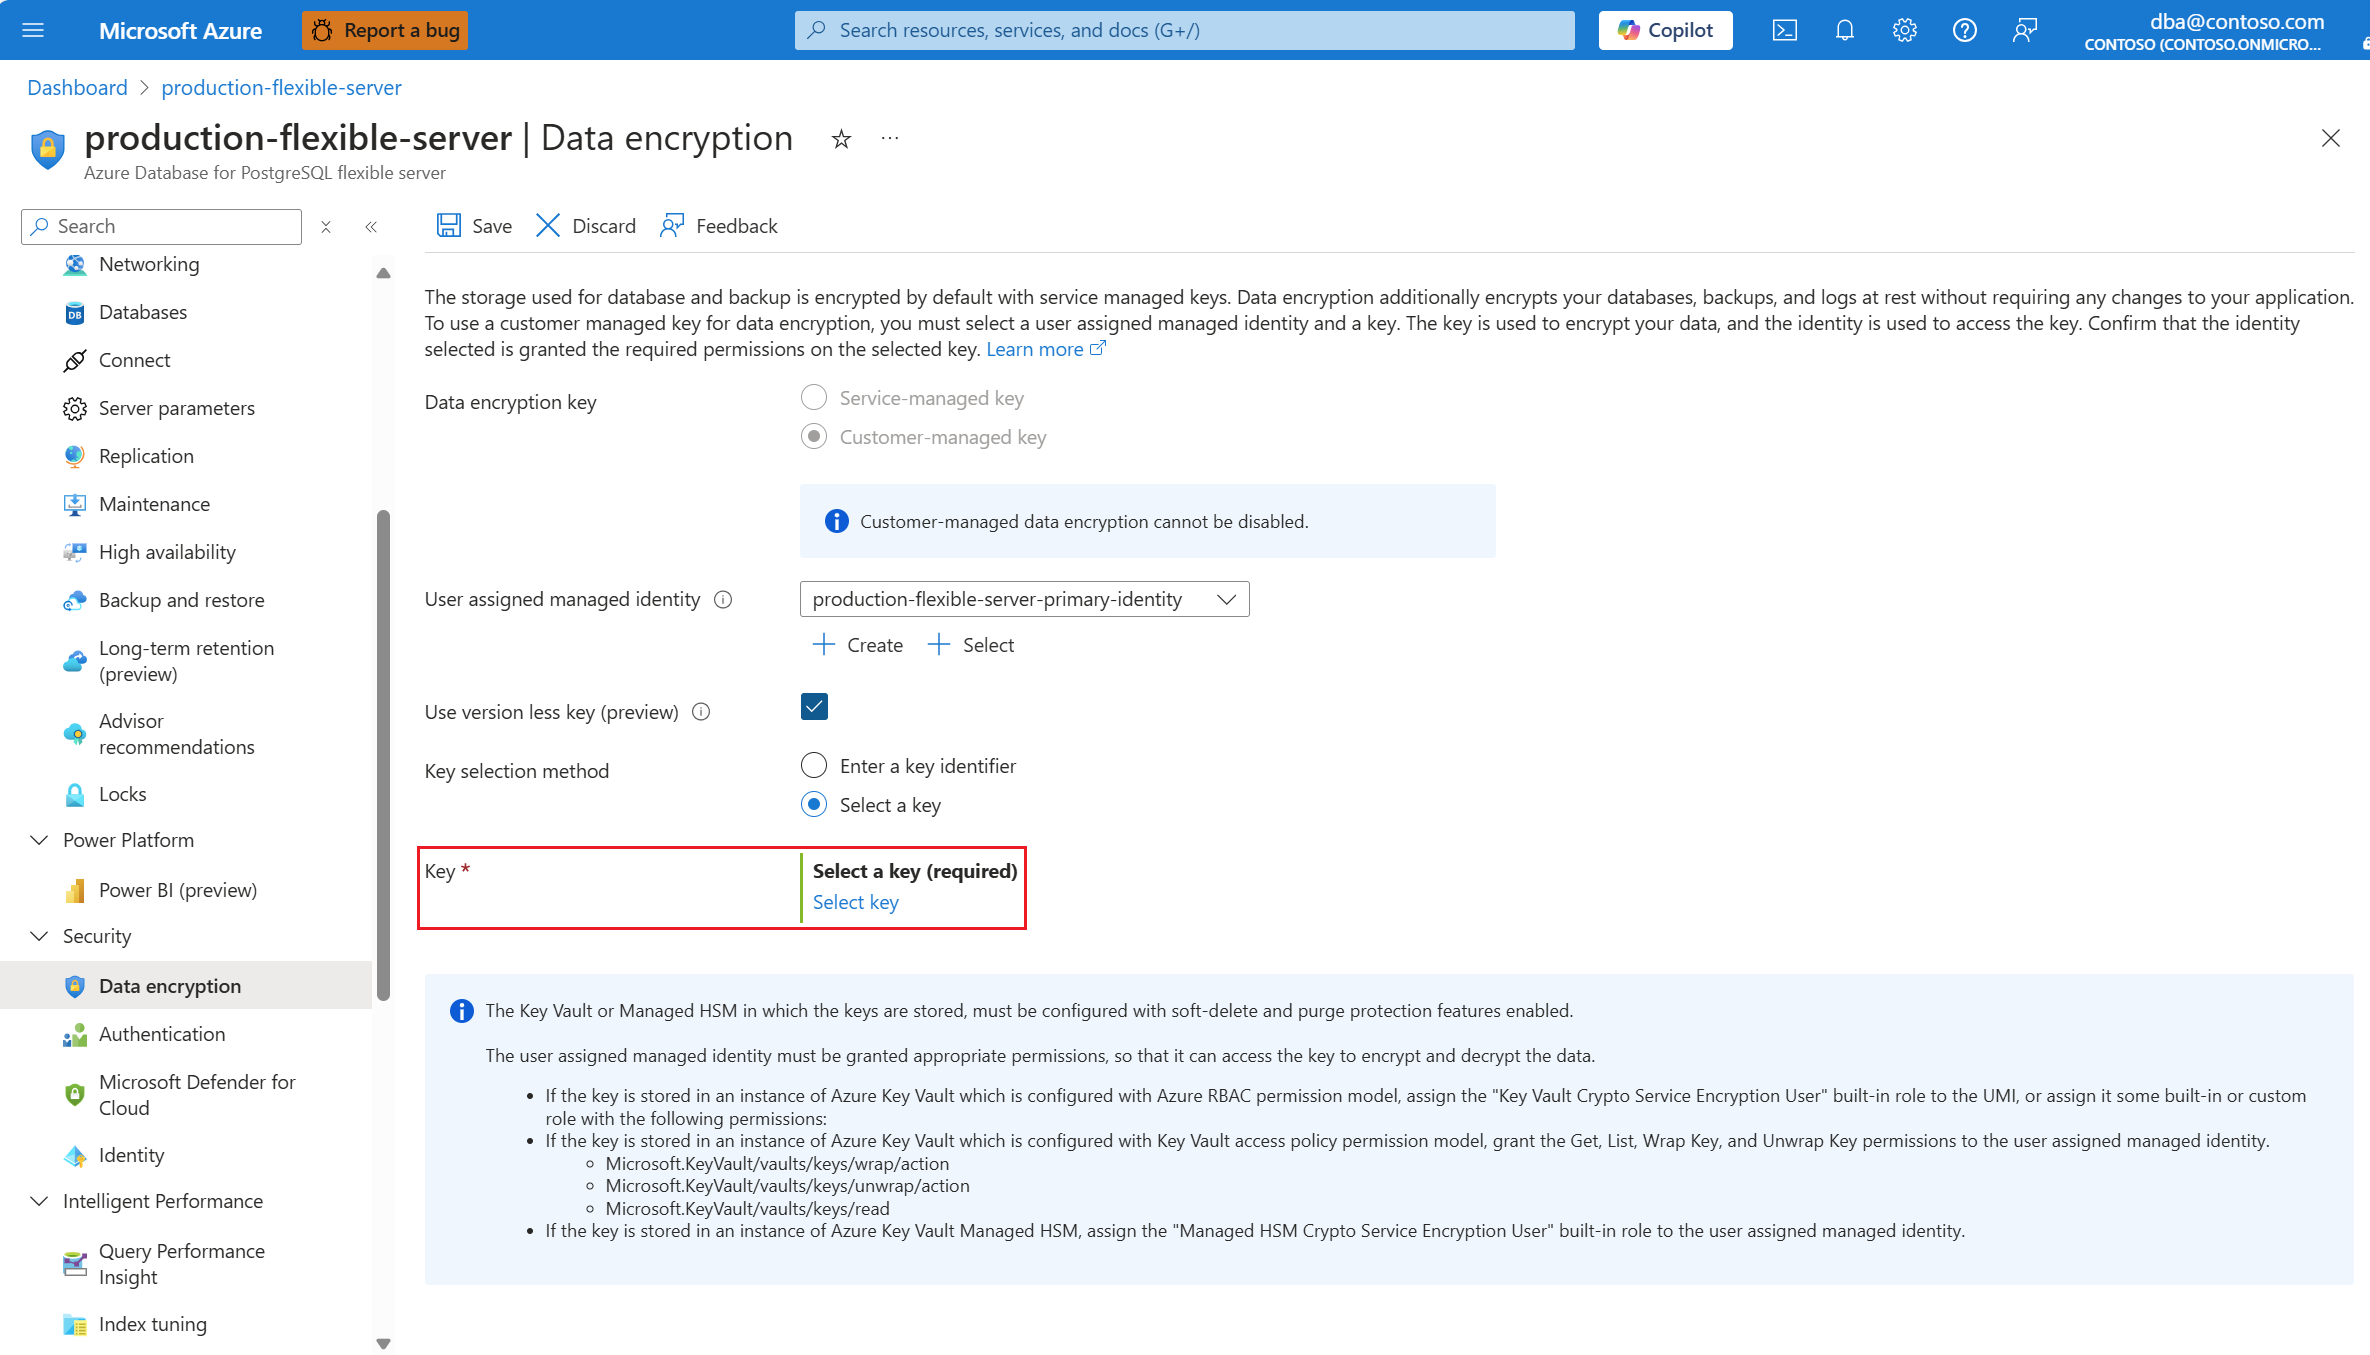 Microsoft Azure
Report a bug
Search resources, services, and docs (G+/)
Copilot
dba@contoso.com
CONTOSO (CONTOSO.ONMICRO...
Dashboard > production-flexible-server
production-flexible-server | Data encryption
Azure Database for PostgreSQL flexible server
Search
Networking
Databases
Connect
Server parameters
Replication
Maintenance
High availability
Backup and restore
Long-term retention
(preview)
Advisor
recommendations
Locks
Power Platform
Power BI (preview)
Security
Data encryption
Authentication
Microsoft Defender for
Cloud
Identity
Intelligent Performance
Query Performance
Insight
Index tuning
Save
Discard
Feedback
The storage used for database and backup is encrypted by default with service managed keys. Data encryption additionally encrypts your databases, backups, and logs at rest without requiring any changes to your application.
To use a customer managed key for data encryption, you must select a user assigned managed identity and a key. The key is used to encrypt your data, and the identity is used to access the key. Confirm that the identity
selected is granted the required permissions on the selected key. Learn more
Data encryption key
Service-managed key
Customer-managed key
Customer-managed data encryption cannot be disabled.
User assigned managed identity
production-flexible-server-primary-identity
Create
Select
Use version less key (preview)
Key selection method
Enter a key identifier
Select a key
Key *
Select a key (required)
Select key
The Key Vault or Managed HSM in which the keys are stored, must be configured with soft-delete and purge protection features enabled.
The user assigned managed identity must be granted appropriate permissions, so that it can access the key to encrypt and decrypt the data.
• If the key is stored in an instance of Azure Key Vault which is configured with Azure RBAC permission model, assign the "Key Vault Crypto Service Encryption User" built-in role to the UMI, or assign it some built-in or custom
role with the following permissions:
• If the key is stored in an instance of Azure Key Vault which is configured with Key Vault access policy permission model, grant the Get, List, Wrap Key, and Unwrap Key permissions to the user assigned managed identity.
◦ Microsoft.KeyVault/vaults/keys/wrap/action
◦ Microsoft.KeyVault/vaults/keys/unwrap/action
◦ Microsoft.KeyVault/vaults/keys/read
• If the key is stored in an instance of Azure Key Vault Managed HSM, assign the "Managed HSM Crypto Service Encryption User" built-in role to the user assigned managed identity.